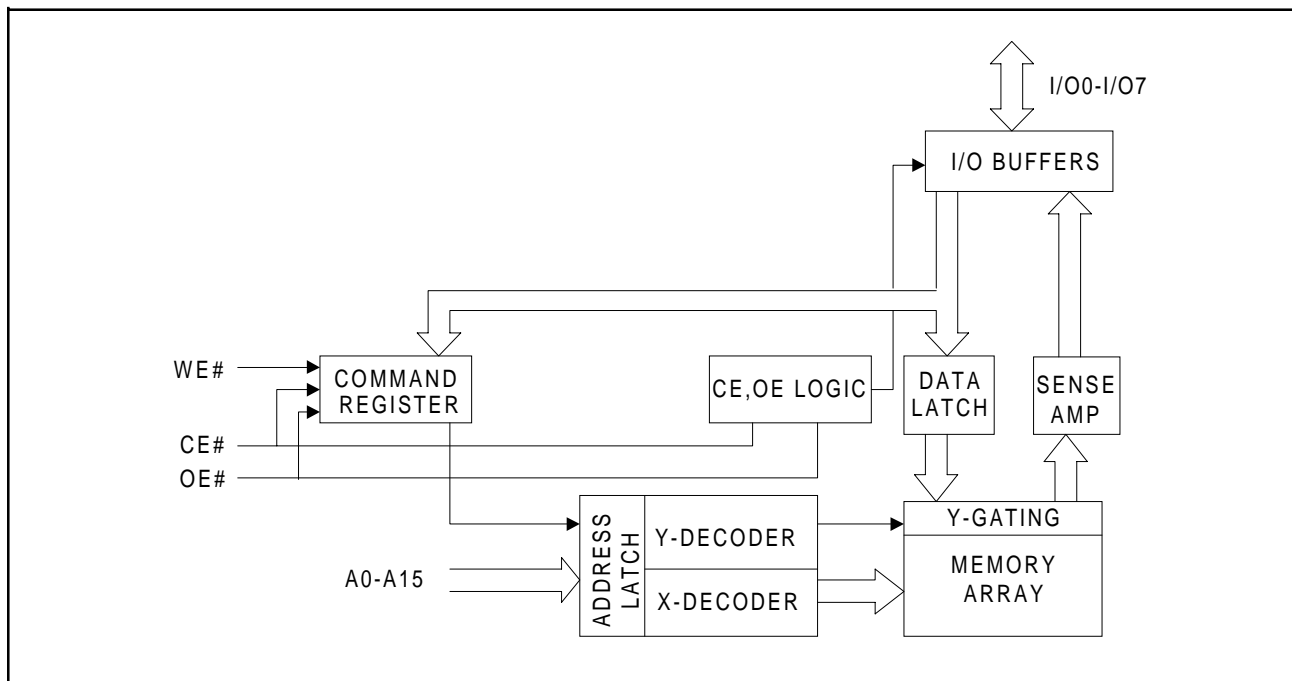 I/O0-I/O7
I/O BUFFERS
WE#
CE#
OE#
COMMAND
REGISTER
CE,OE LOGIC
DATA
LATCH
SENSE
AMP
A0-A15
ADDRESS
LATCH
Y-DECODER
X-DECODER
Y-GATING
MEMORY
ARRAY